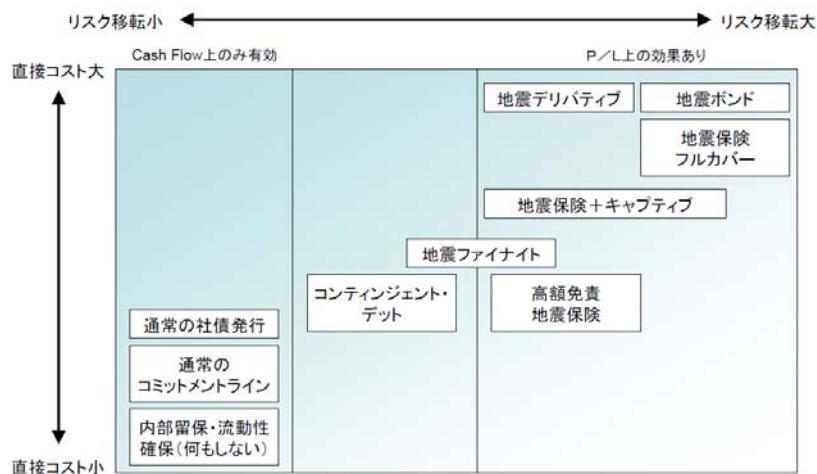 リスク移転小
リスク移転大
Cash Flow上のみ有効
P/L上の効果あり
直接コスト大
地震デリバティブ
地震ボンド
地震保険
フルカバー
地震保険+キャプティブ
地震ファイナイト
コンティンジェント・
デット
高額免責
地震保険
通常の社債発行
通常の
コミットメントライン
内部留保・流動性
確保(何もしない)
直接コスト小